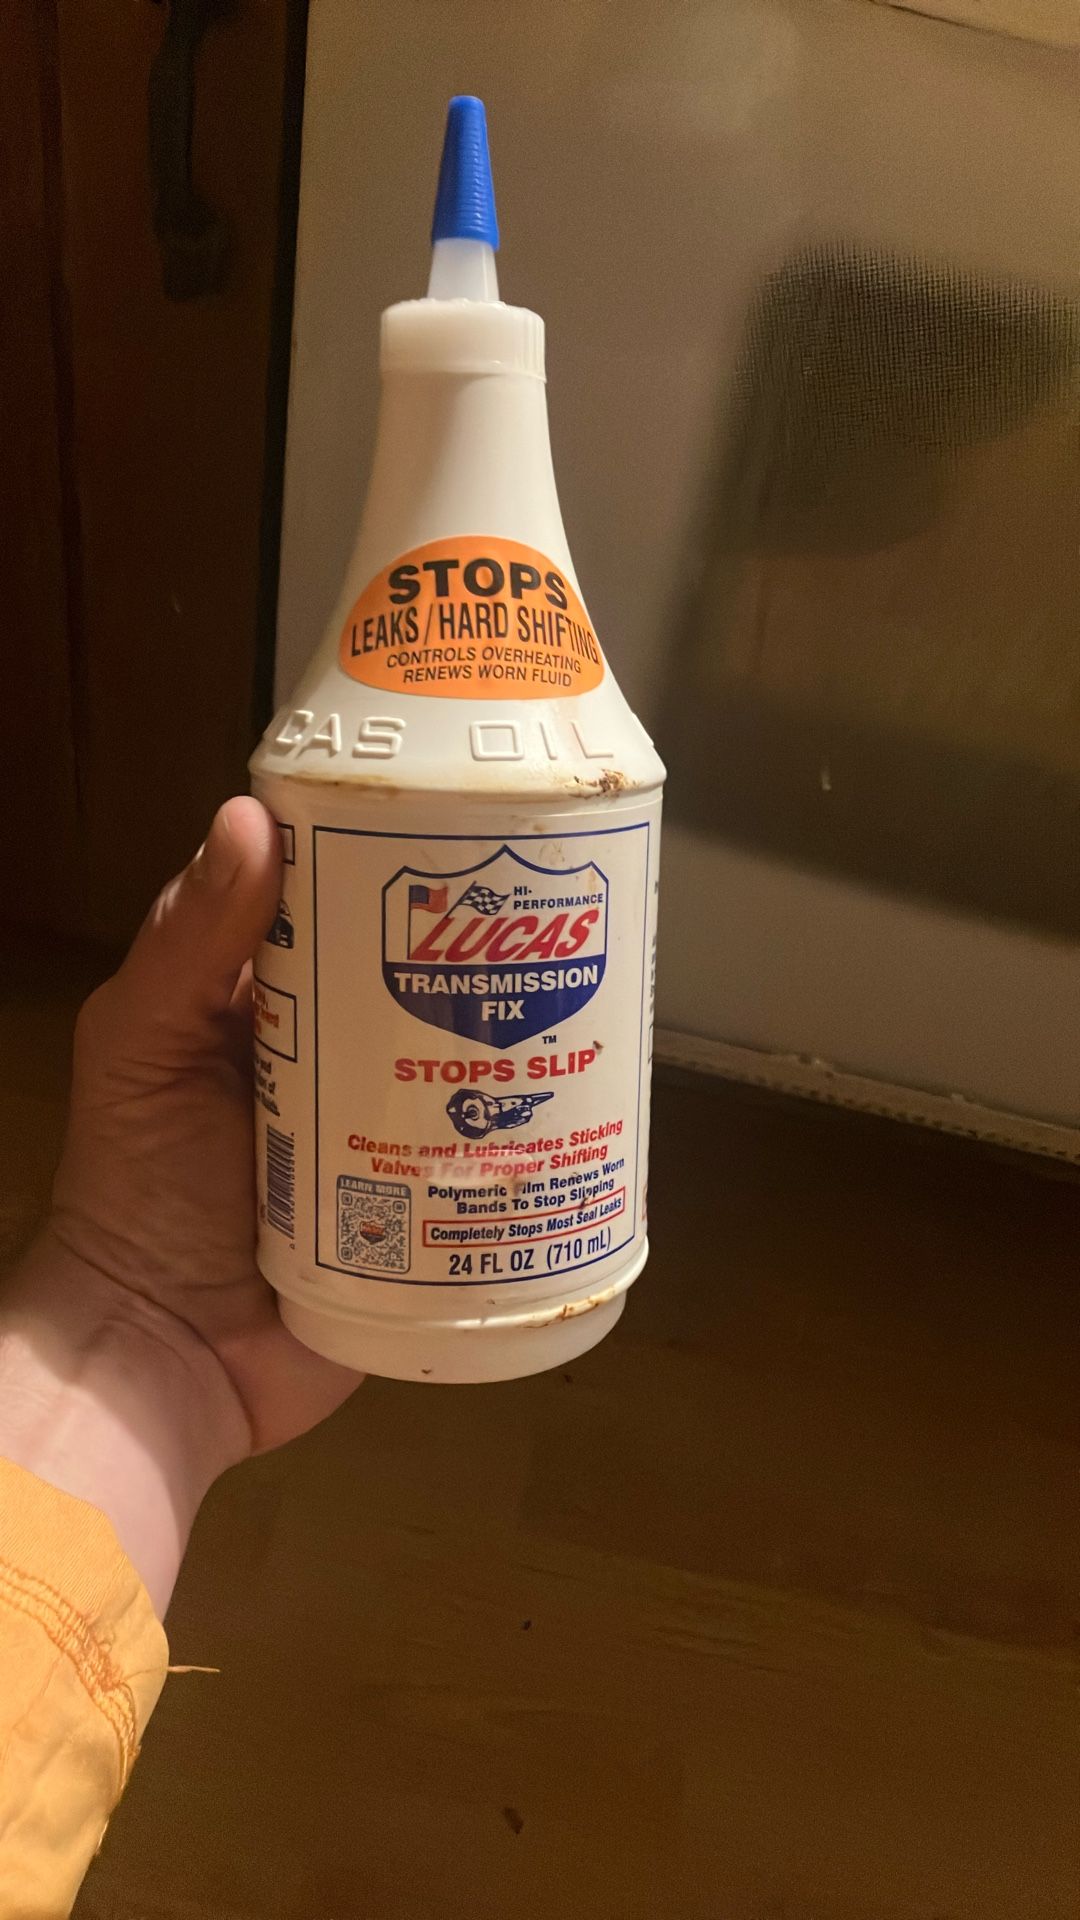 STOPS
LEAKS / HARD SHIFTING
CONTROLS OVERHEATING
RENEWS WORN FLUID
CAS OIL
HI-
PERFORMANCE
LUCAS
TRANSMISSION
FIX
TM
STOPS SLIP
Cleans and Lubricates Sticking
Valves For Proper Shifting
Polymeric Film Renews Worn
Bands To Stop Slipping
Completely Stops Most Seal Leaks
LEARN MORE
24 FL OZ (710 mL)